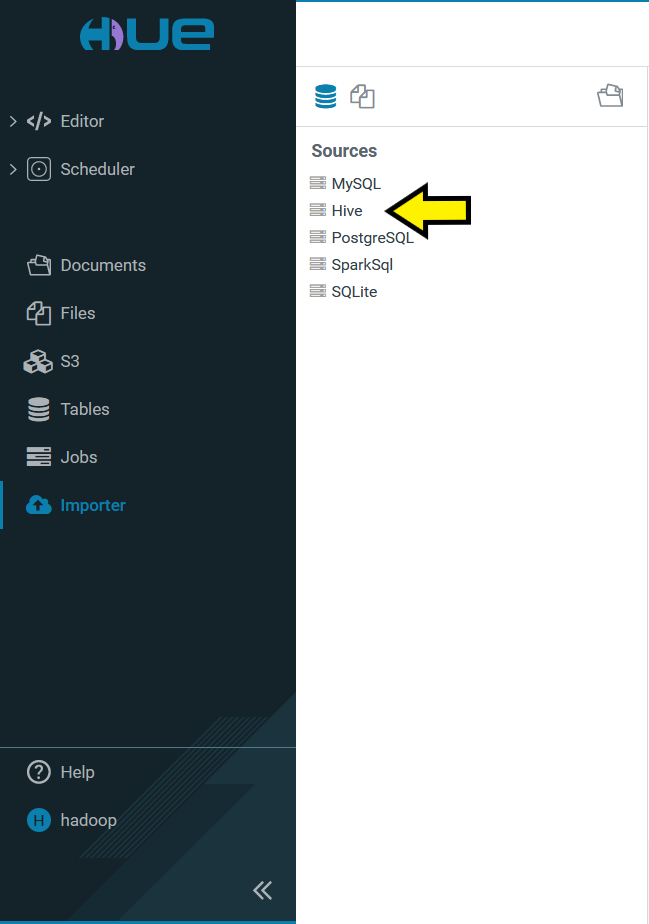 HUE
Editor
Scheduler
Documents
Files
S3
Tables
Jobs
Importer
Help
H hadoop
Sources
MySQL
Hive
PostgreSQL
SparkSql
SQLite